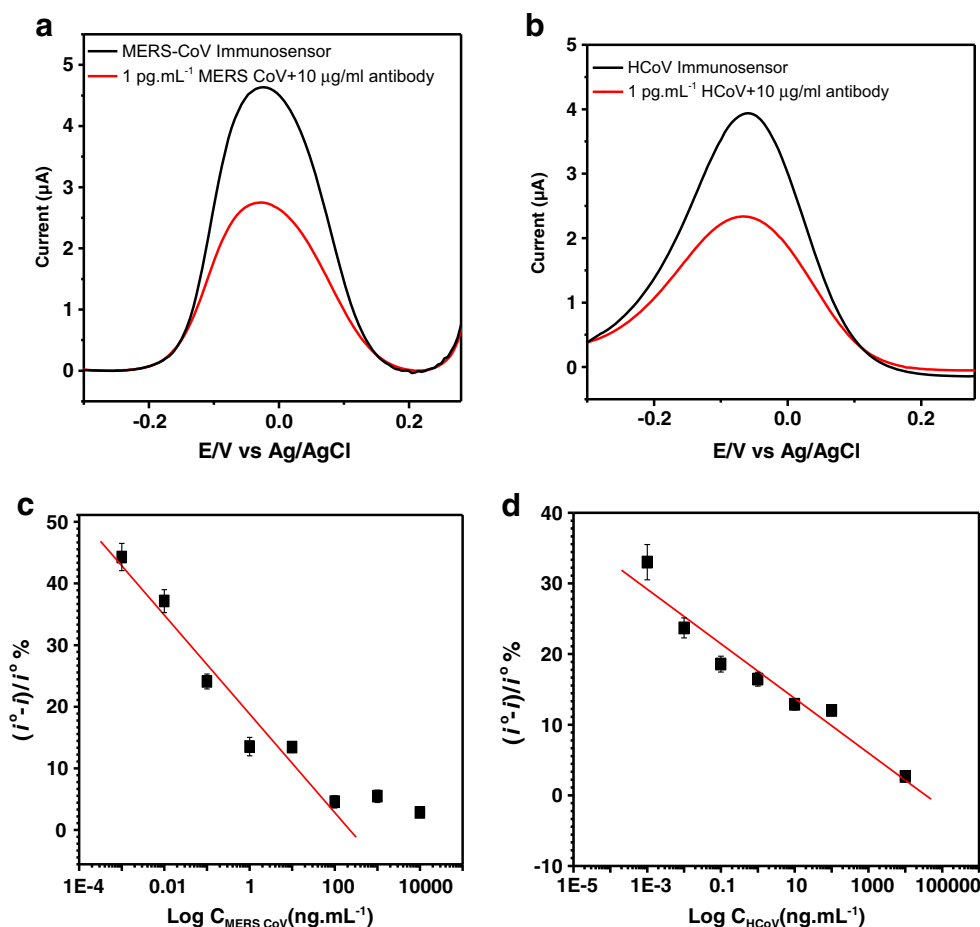 a
MERS-CoV Immunosensor
1 pg.mL⁻¹ MERS CoV+10 μg/ml antibody
5
4
3
2
1
0
Current (μA)
-0.2
0.0
0.2
E/V vs Ag/AgCl
b
HCoV Immunosensor
1 pg.mL⁻¹ HCoV+10 μg/ml antibody
5
4
3
2
1
0
Current (μA)
-0.2
0.0
0.2
E/V vs Ag/AgCl
c
50
40
30
20
10
0
(i°-i)/i° %
1E-4
0.01
1
100
10000
Log C_MERS CoV(ng.mL⁻¹)
d
40
30
20
10
0
-10
(i°-i)/i° %
1E-5
1E-3
0.1
10
1000
100000
Log C_HCoV(ng.mL⁻¹)